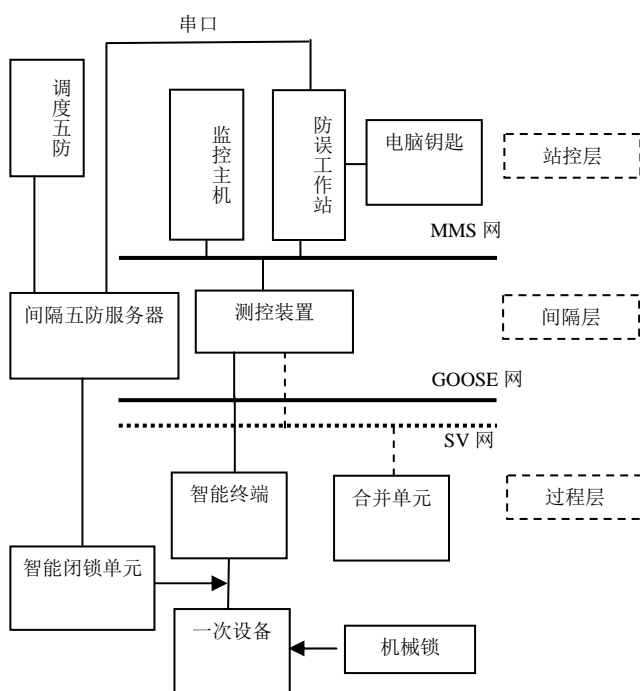 串口
调度五防
监控主机
防误工作站
电脑钥匙
站控层
MMS 网
间隔五防服务器
测控装置
间隔层
GOOSE 网
SV 网
智能终端
合并单元
过程层
智能闭锁单元
一次设备
机械锁